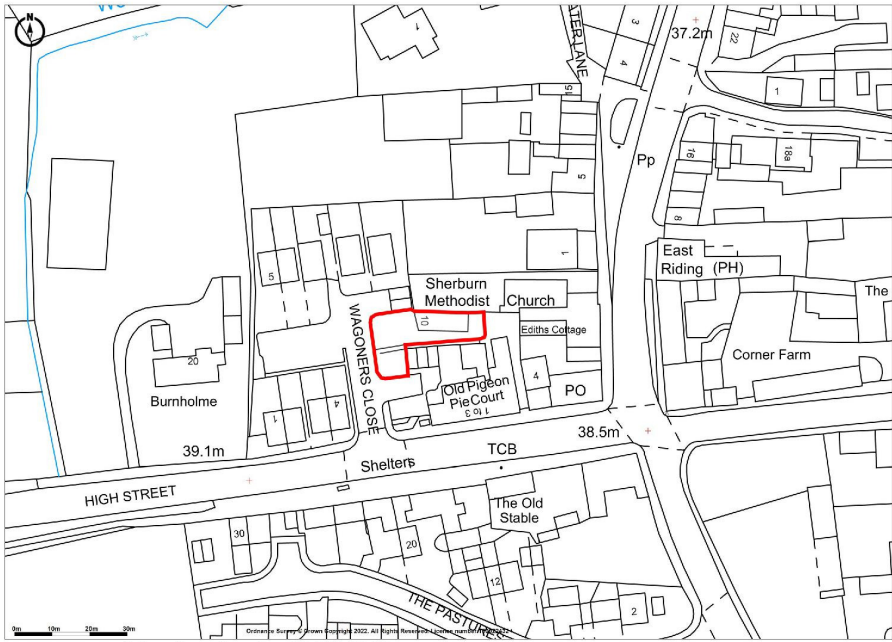 N
1
3
4
37.2m
22
1
15
5
Pp
16
18a
8
1
East
Riding (PH)
The
5
Sherburn
Methodist Church
10
Ediths Cottage
WAGONERS CLOSE
20
Burnholme
Corner Farm
4
PO
Old Pigeon
Pie Court
1 to 3
1
4
39.1m
38.5m
TCB
Shelters
HIGH STREET
The Old
Stable
30
20
12
2
0m 10m 20m 30m
Ordnance Survey © Crown Copyright 2022. All Rights Reserved.